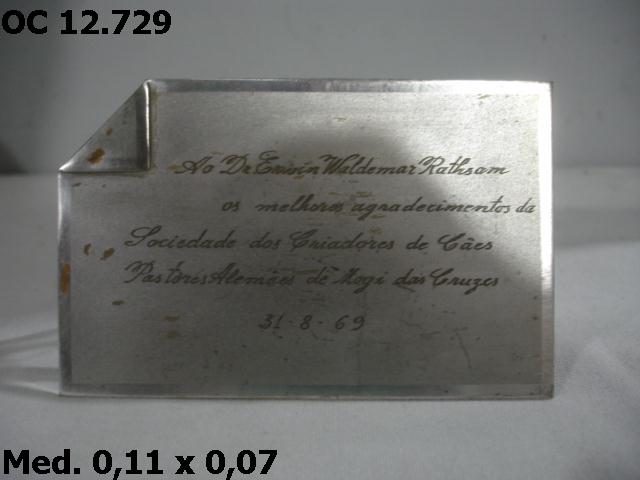 OC 12.729
Ao Dr Erwin Waldemar Rathsam
os melhores agradecimentos da
Sociedade dos Criadores de Cães
Pastores Alemães de Mogi das Cruzes
31-8-69
Med. 0,11 x 0,07